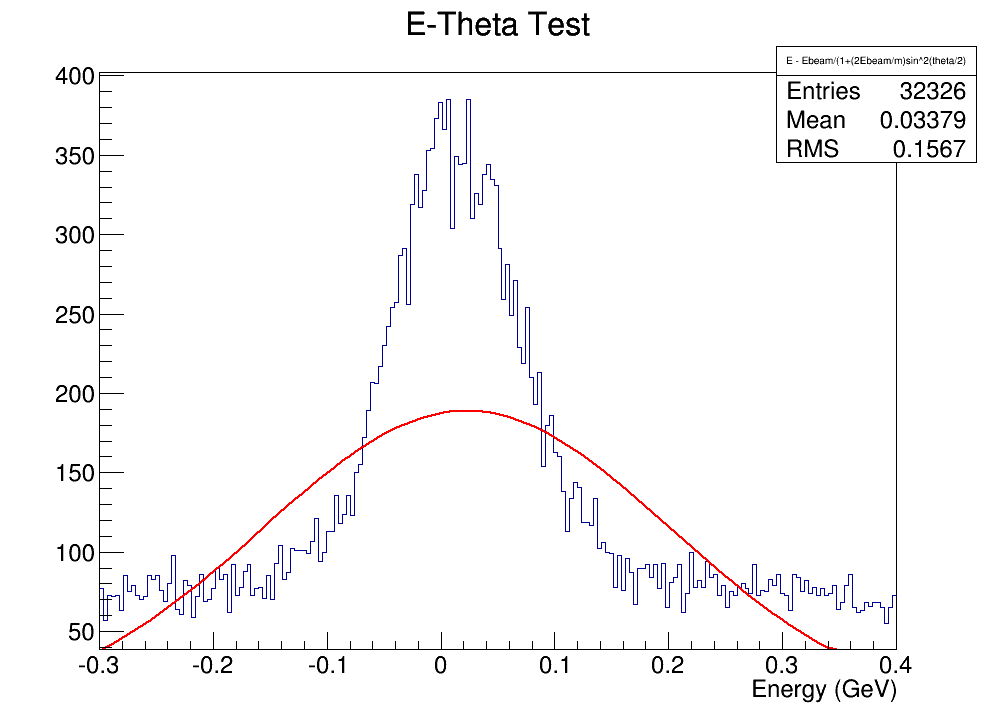 E-Theta Test
E - Ebeam/(1+(2Ebeam/m)sin^2(theta/2)
Entries 32326
Mean 0.03379
RMS 0.1567
400
350
300
250
200
150
100
50
-0.3 -0.2 -0.1 0 0.1 0.2 0.3 0.4
Energy (GeV)